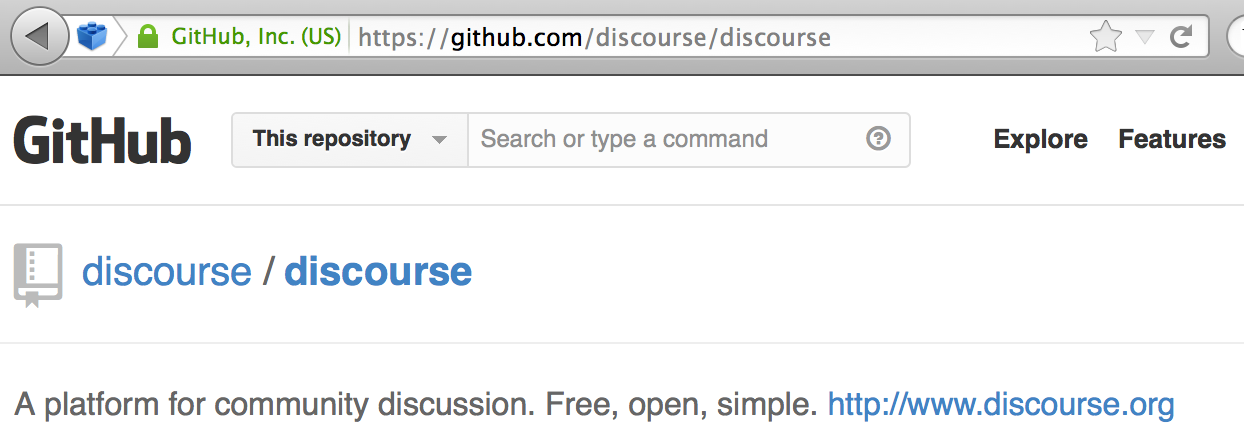 GitHub, Inc. (US) https://github.com/discourse/discourse
GitHub This repository Search or type a command Explore Features
discourse / discourse
A platform for community discussion. Free, open, simple. http://www.discourse.org